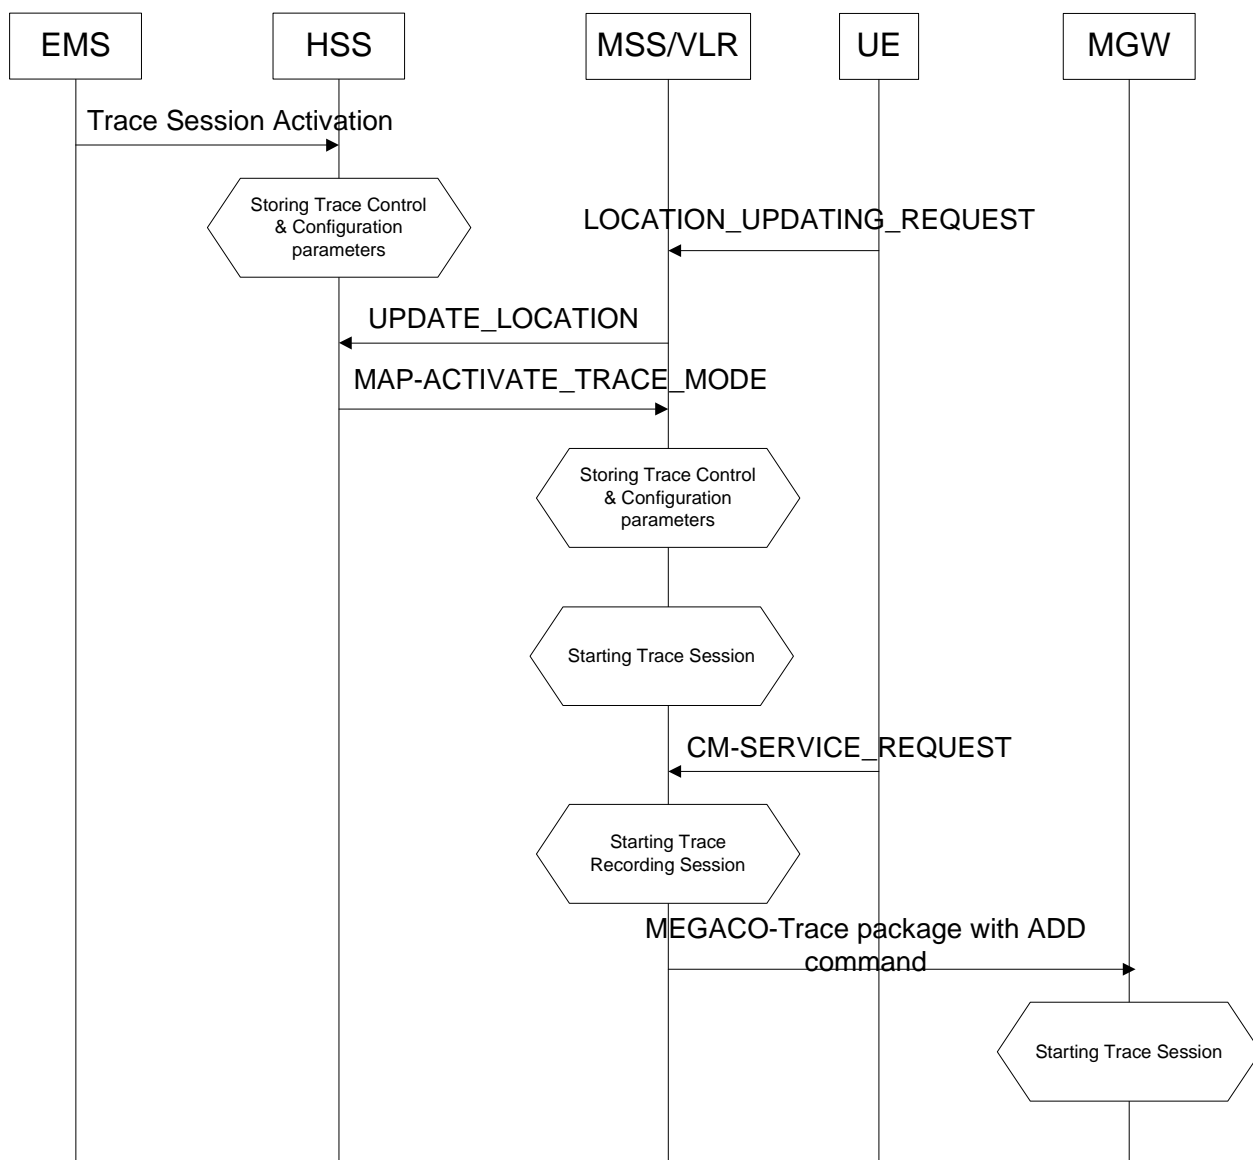 EMS
HSS
MSS/VLR
UE
MGW
Trace Session Activation
Storing Trace Control
& Configuration
parameters
LOCATION_UPDATING_REQUEST
UPDATE_LOCATION
MAP-ACTIVATE_TRACE_MODE
Storing Trace Control
& Configuration
parameters
Starting Trace Session
CM-SERVICE_REQUEST
Starting Trace
Recording Session
MEGACO-Trace package with ADD
command
Starting Trace Session